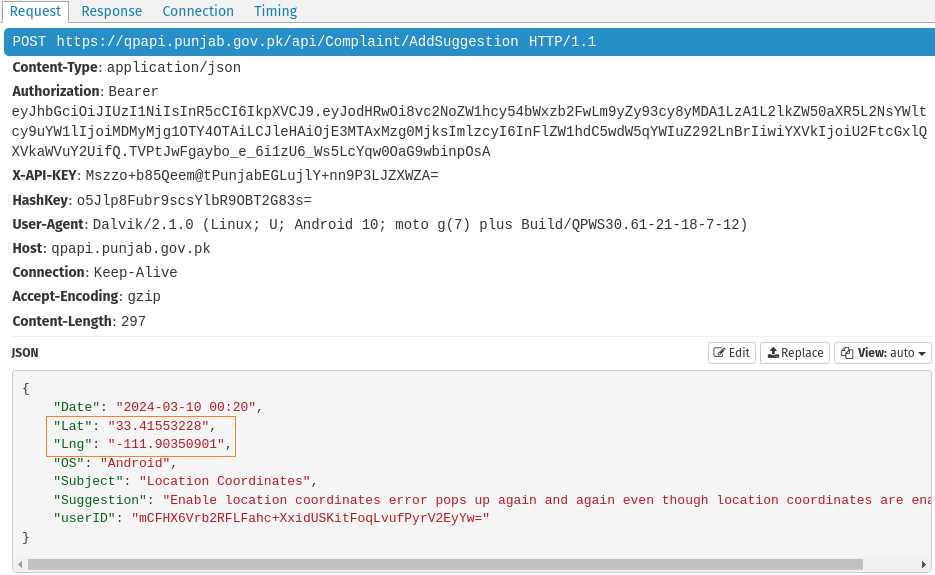 Request Response Connection Timing
POST https://qpapi.punjab.gov.pk/api/Complaint/AddSuggestion HTTP/1.1
Content-Type: application/json
Authorization: Bearer
eyJhbGciOiJIUzI1NiIsInR5cCI6IkpXVCJ9.eyJodHRwOi8vc2NoZW1hcy54bWxzb2FwLm9yZy93cy8yMDA1LzA1L2lkZW50aXR5L2NsYWlt
cy9uYW1lIjoiMDMyMjg1OTY4OTAiLCJleHAiOjE3MTAxMzg0MjksImlzcyI6InFlZW1hdC5wdW5qYWIuZ292LnBrIiwiYXVkIjoiU2FtcGxlQ
XVkaWVuY2UifQ.TVPtJwFgaybo_e_6i1zU6_Ws5LcYqw0OaG9wbinpOsA
X-API-KEY: Mszzo+b85Qeem@tPunjabEGLujlY+nn9P3LJZXWZA=
HashKey: o5Jlp8Fubr9scsYlbR9OBT2G83s=
User-Agent: Dalvik/2.1.0 (Linux; U; Android 10; moto g(7) plus Build/QPWS30.61-21-18-7-12)
Host: qpapi.punjab.gov.pk
Connection: Keep-Alive
Accept-Encoding: gzip
Content-Length: 297
JSON Edit Replace View: auto
{
"Date": "2024-03-10 00:20",
"Lat": "33.41553228",
"Lng": "-111.90350901",
"OS": "Android",
"Subject": "Location Coordinates",
"Suggestion": "Enable location coordinates error pops up again and again even though location coordinates are ena
"userID": "mCFHX6Vrb2RFLFahc+XxidUSKitFoqLvufPyrV2EyYw="
}